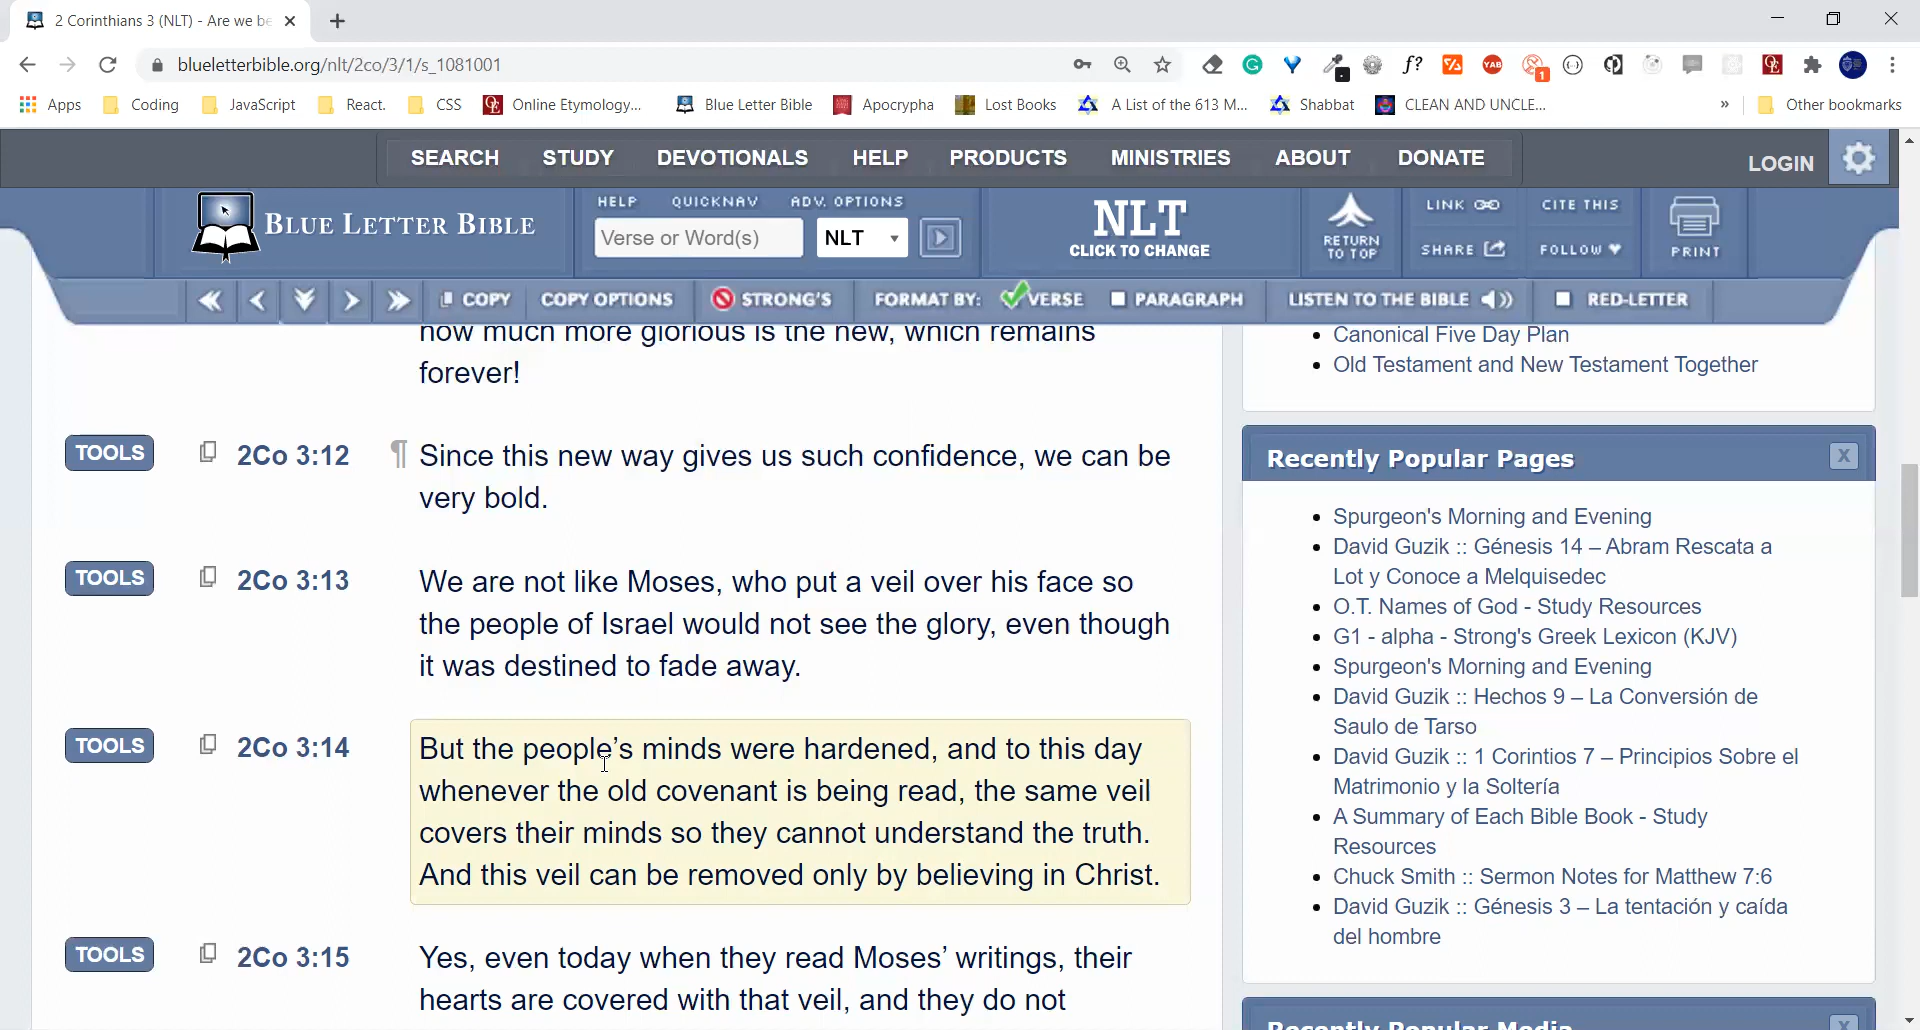 2 Corinthians 3 (NLT) - Are we be
blueletterbible.org/nlt/2co/3/1/s_1081001
f?
YAB
1
OE
Apps
Coding
JavaScript
React.
CSS
OE
Online Etymology...
Blue Letter Bible
Apocrypha
Lost Books
A List of the 613 M...
Shabbat
CLEAN AND UNCLE...
»
Other bookmarks
SEARCH STUDY DEVOTIONALS HELP PRODUCTS MINISTRIES ABOUT DONATE
LOGIN
BLUE LETTER BIBLE
HELP QUICKNAV ADV. OPTIONS
Verse or Word(s)
NLT
NLT
CLICK TO CHANGE
RETURN
TO TOP
LINK
CITE THIS
SHARE
FOLLOW
PRINT
COPY
COPY OPTIONS
STRONG'S
FORMAT BY:
VERSE
PARAGRAPH
LISTEN TO THE BIBLE
RED-LETTER
how much more glorious is the new, which remains
forever!
TOOLS
2Co 3:12
¶ Since this new way gives us such confidence, we can be
very bold.
TOOLS
2Co 3:13
We are not like Moses, who put a veil over his face so
the people of Israel would not see the glory, even though
it was destined to fade away.
TOOLS
2Co 3:14
But the people’s minds were hardened, and to this day
whenever the old covenant is being read, the same veil
covers their minds so they cannot understand the truth.
And this veil can be removed only by believing in Christ.
TOOLS
2Co 3:15
Yes, even today when they read Moses’ writings, their
hearts are covered with that veil, and they do not
Canonical Five Day Plan
Old Testament and New Testament Together
Recently Popular Pages
X
Spurgeon's Morning and Evening
David Guzik :: Génesis 14 – Abram Rescata a
Lot y Conoce a Melquisedec
O.T. Names of God - Study Resources
G1 - alpha - Strong's Greek Lexicon (KJV)
Spurgeon's Morning and Evening
David Guzik :: Hechos 9 – La Conversión de
Saulo de Tarso
David Guzik :: 1 Corintios 7 – Principios Sobre el
Matrimonio y la Soltería
A Summary of Each Bible Book - Study
Resources
Chuck Smith :: Sermon Notes for Matthew 7:6
David Guzik :: Génesis 3 – La tentación y caída
del hombre
Recently Popular Media
X